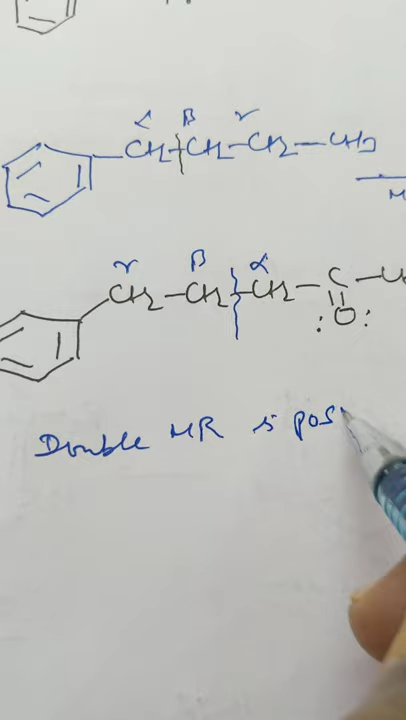 α β γ
CH2 CH2-CH2-CH3
M
γ β α
CH2-CH2 CH2-C-C
:O:
Double MR is pos